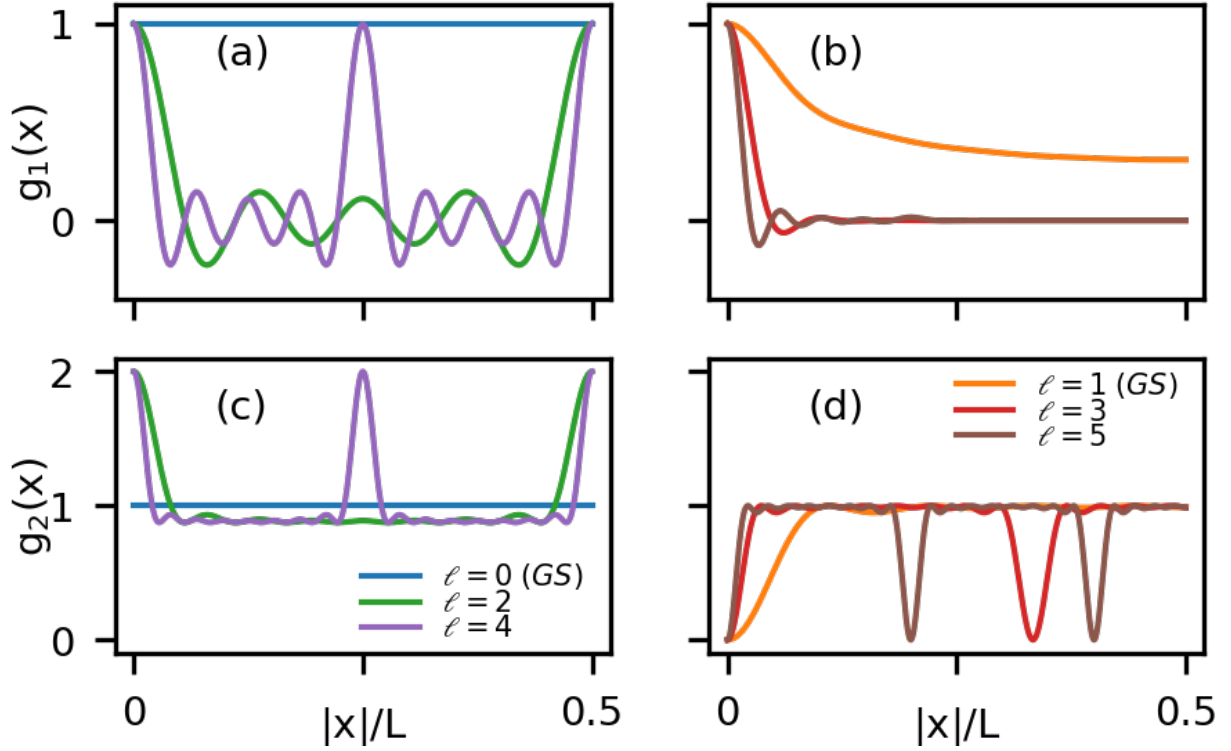 1
0
g₁(x)
(a)
(b)
2
1
0
g₂(x)
(c)
ℓ = 0 (GS)
ℓ = 2
ℓ = 4
(d)
ℓ = 1 (GS)
ℓ = 3
ℓ = 5
0
|x|/L
0.5
0
|x|/L
0.5